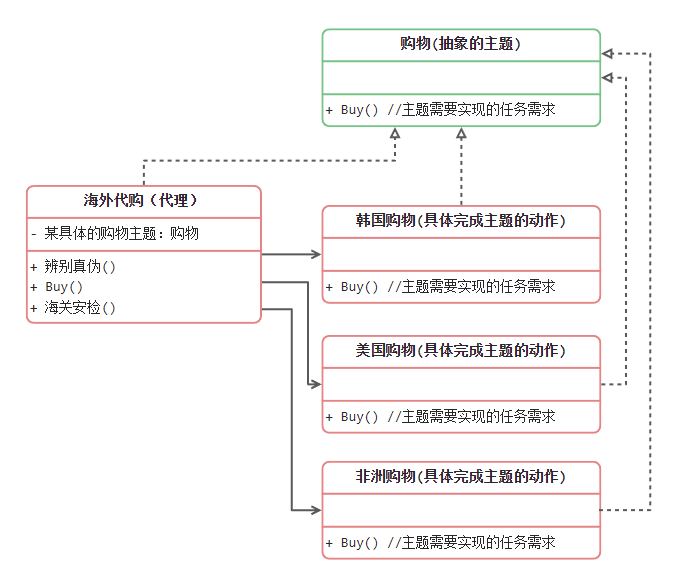 购物(抽象的主题)
+ Buy() //主题需要实现的任务需求
海外代购（代理）
- 某具体的购物主题: 购物
+ 辨别真伪()
+ Buy()
+ 海关安检()
韩国购物(具体完成主题的动作)
+ Buy() //主题需要实现的任务需求
美国购物(具体完成主题的动作)
+ Buy() //主题需要实现的任务需求
非洲购物(具体完成主题的动作)
+ Buy() //主题需要实现的任务需求